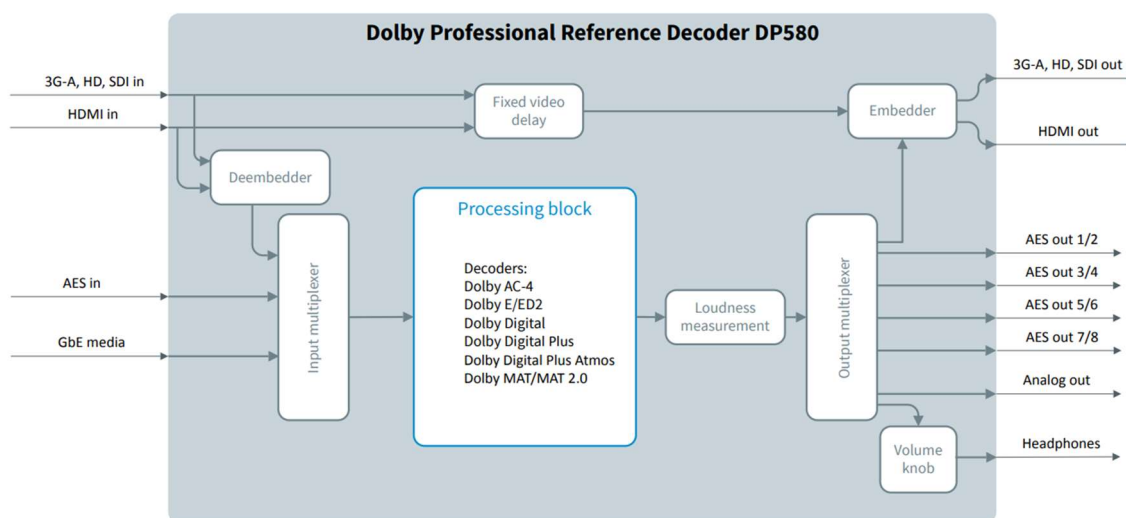 Dolby Professional Reference Decoder DP580
3G-A, HD, SDI in
HDMI in
AES in
GbE media
Deembedder
Input multiplexer
Fixed video
delay
Processing block
Decoders:
Dolby AC-4
Dolby E/ED2
Dolby Digital
Dolby Digital Plus
Dolby Digital Plus Atmos
Dolby MAT/MAT 2.0
Loudness
measurement
Output multiplexer
Embedder
Volume
knob
3G-A, HD, SDI out
HDMI out
AES out 1/2
AES out 3/4
AES out 5/6
AES out 7/8
Analog out
Headphones